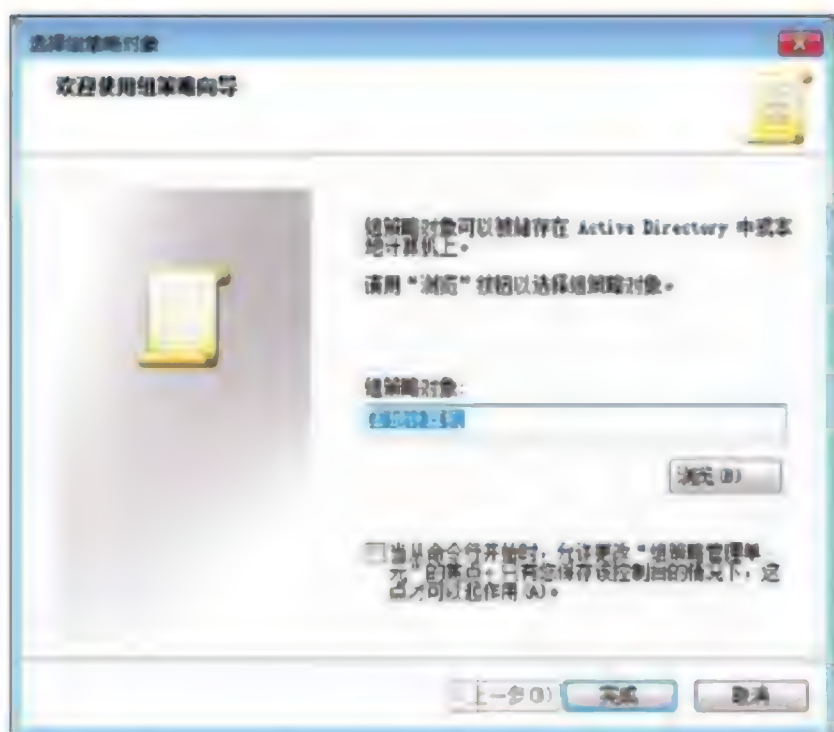 选择组策略对象
欢迎使用组策略向导
组策略对象可以被储存在 Active Directory 中或本
地计算机上。
请用“浏览”按钮以选择组策略对象。
组策略对象:
浏览(B)
当从命令行开始时，允许更改“组策略管理单
元”的焦点。只有您保存该控制台的情况下，这
点才可以起作用(A)。
上一步(B)
完成
取消